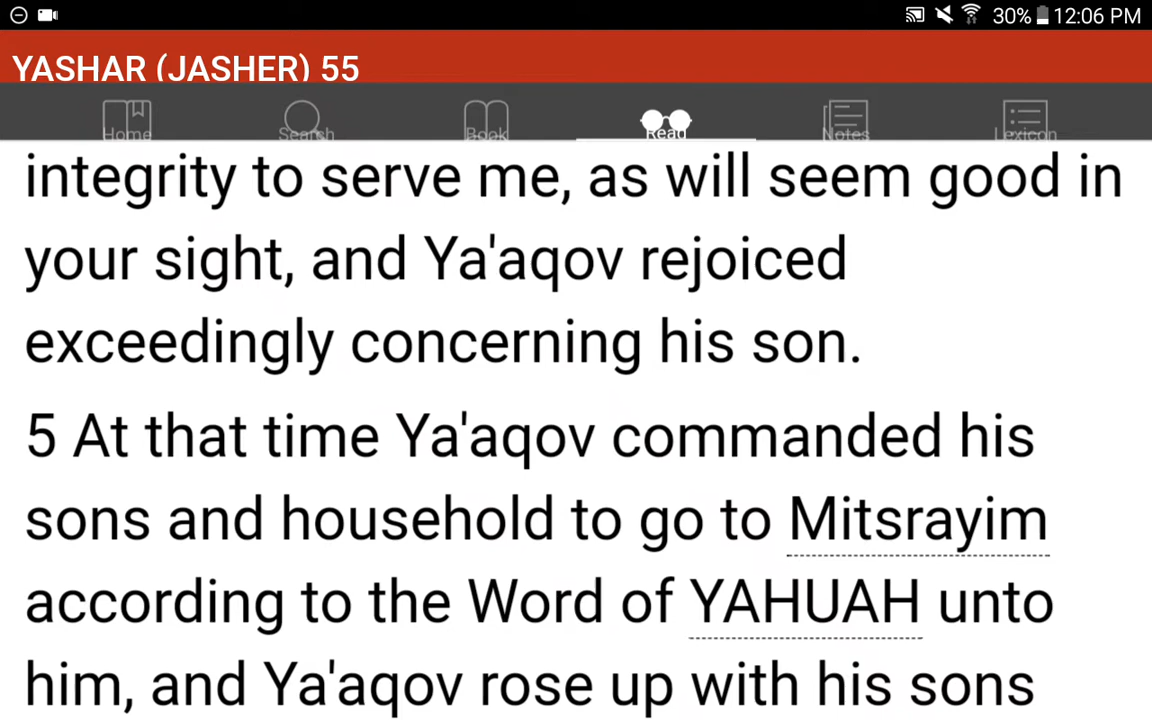 30% 12:06 PM
YASHAR (JASHER) 55
Home Search Book Read Notes Lexicon
integrity to serve me, as will seem good in
your sight, and Ya'aqov rejoiced
exceedingly concerning his son.
5 At that time Ya'aqov commanded his
sons and household to go to Mitsrayim
according to the Word of YAHUAH unto
him, and Ya'aqov rose up with his sons